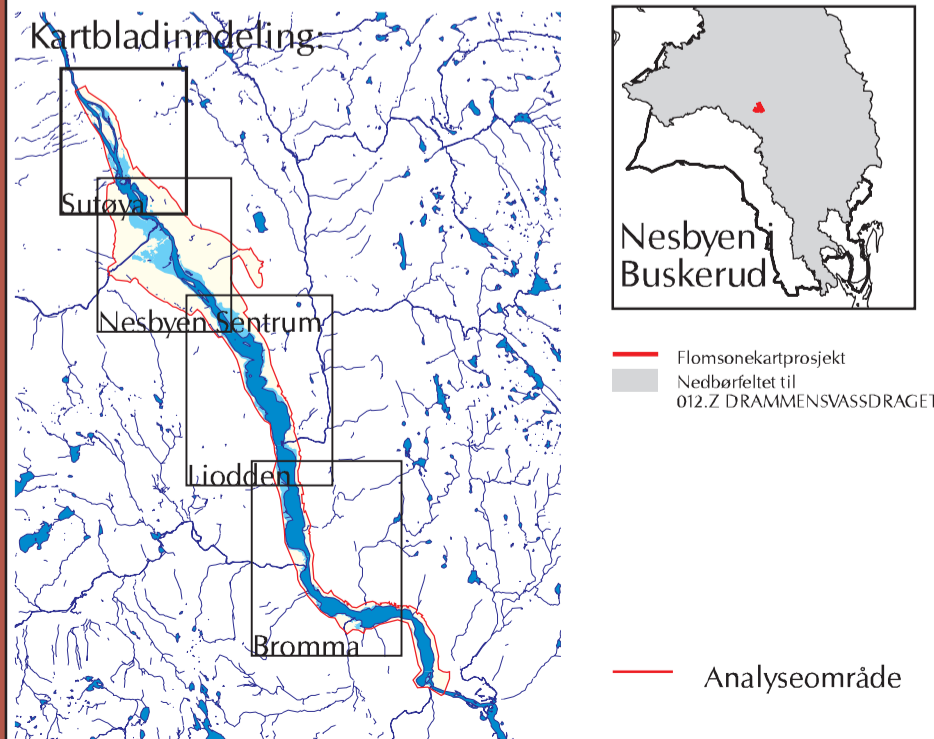 Kartbladinndeling:
Sutøya
Nesbyen Sentrum
Liodden
Bromma
Nesbyen i
Buskerud
Flomsonekartprosjekt
Nedbørfeltet til
012.Z DRAMMENSVASSDRAGET
Analyseområde